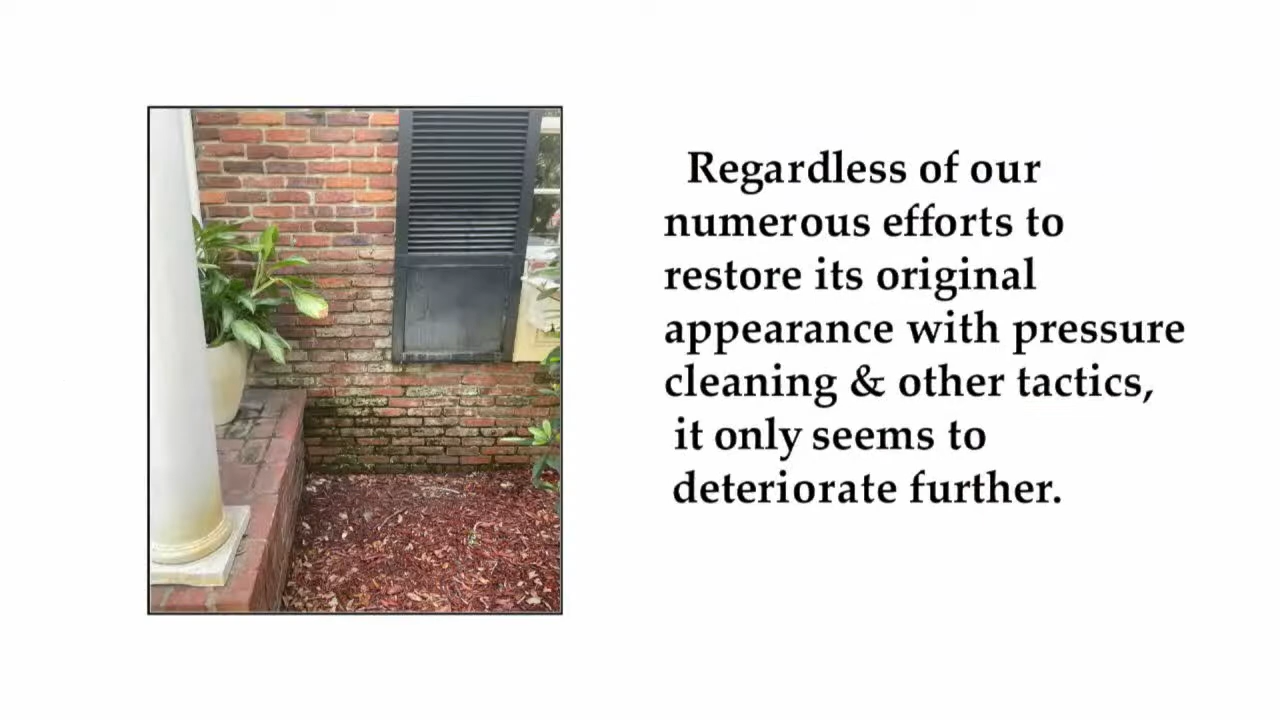 Regardless of our
numerous efforts to
restore its original
appearance with pressure
cleaning & other tactics,
it only seems to
deteriorate further.